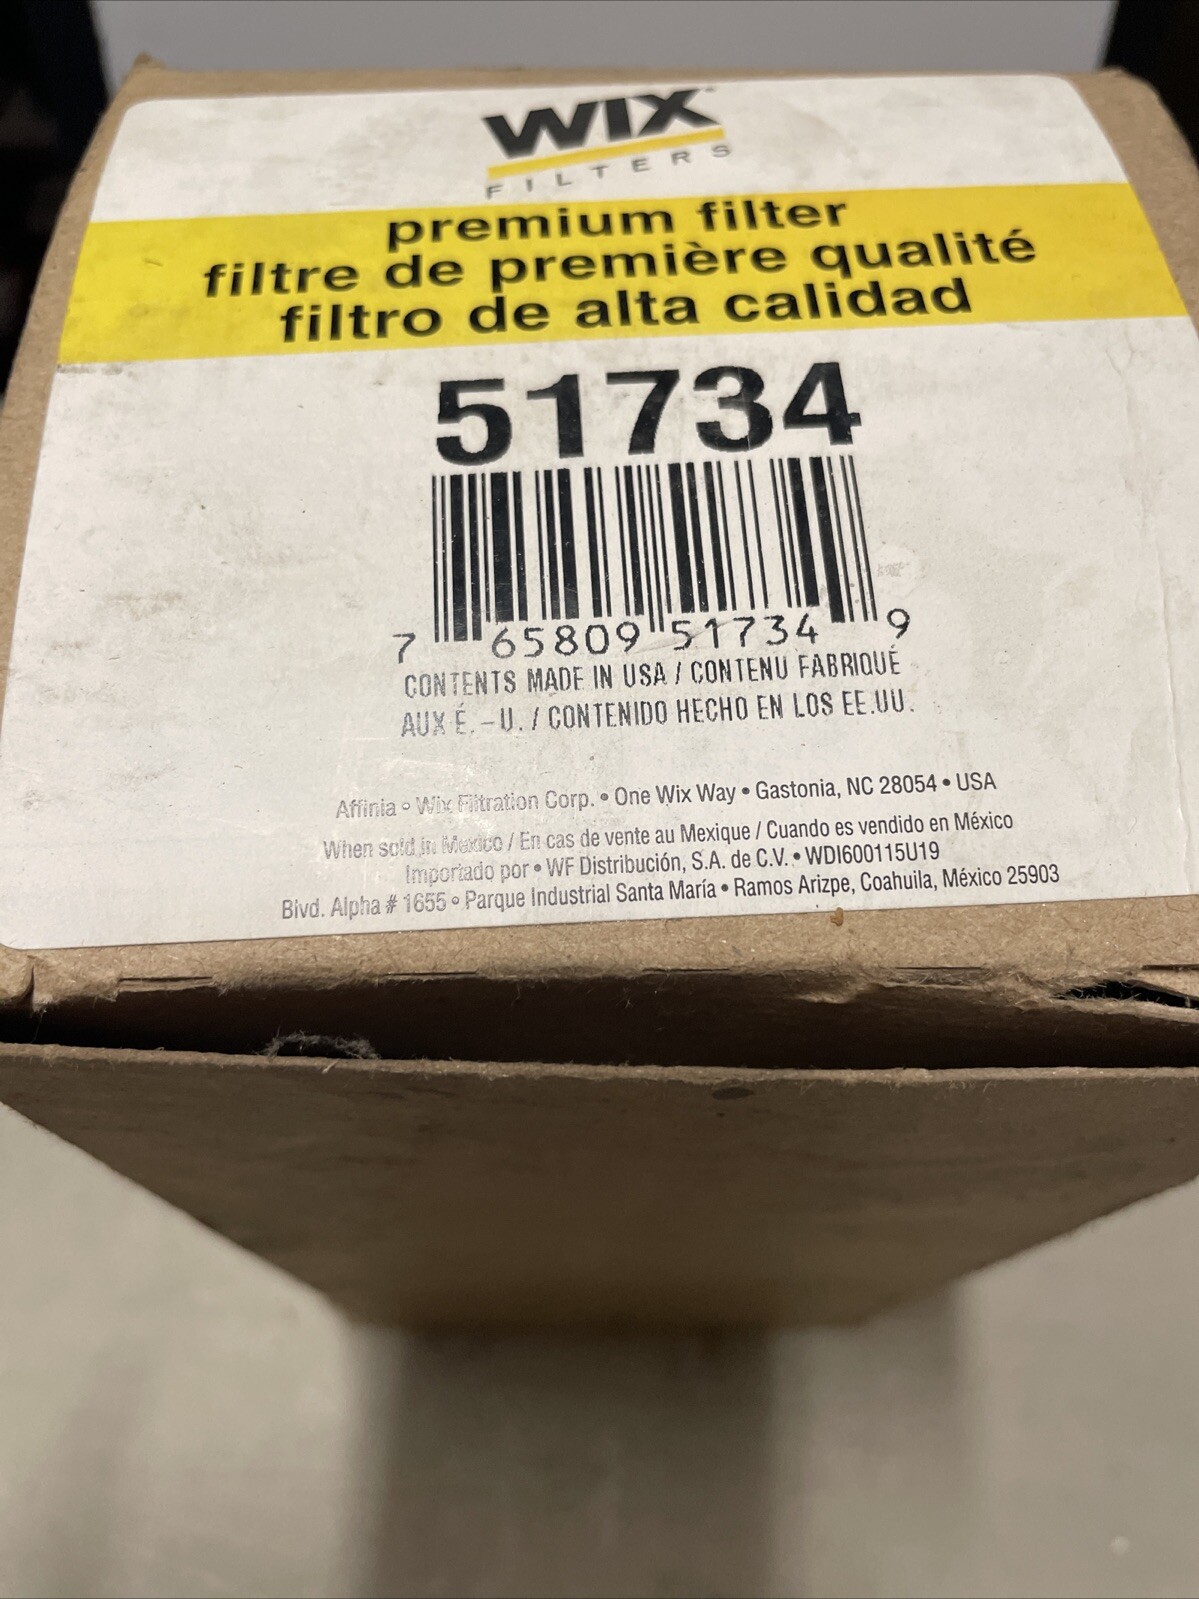 WIX
FILTERS
premium filter
filtre de première qualité
filtro de alta calidad
51734
7 65809 51734 9
CONTENTS MADE IN USA / CONTENU FABRIQUÉ
AUX É.-U. / CONTENIDO HECHO EN LOS EE.UU.
Affinia • Wix Filtration Corp. • One Wix Way • Gastonia, NC 28054 • USA
When sold in Mexico / En cas de vente au Mexique / Cuando es vendido en México
Importado por • WF Distribución, S.A. de C.V. • WDI600115U19
Blvd. Alpha # 1655 • Parque Industrial Santa María • Ramos Arizpe, Coahuila, México 25903